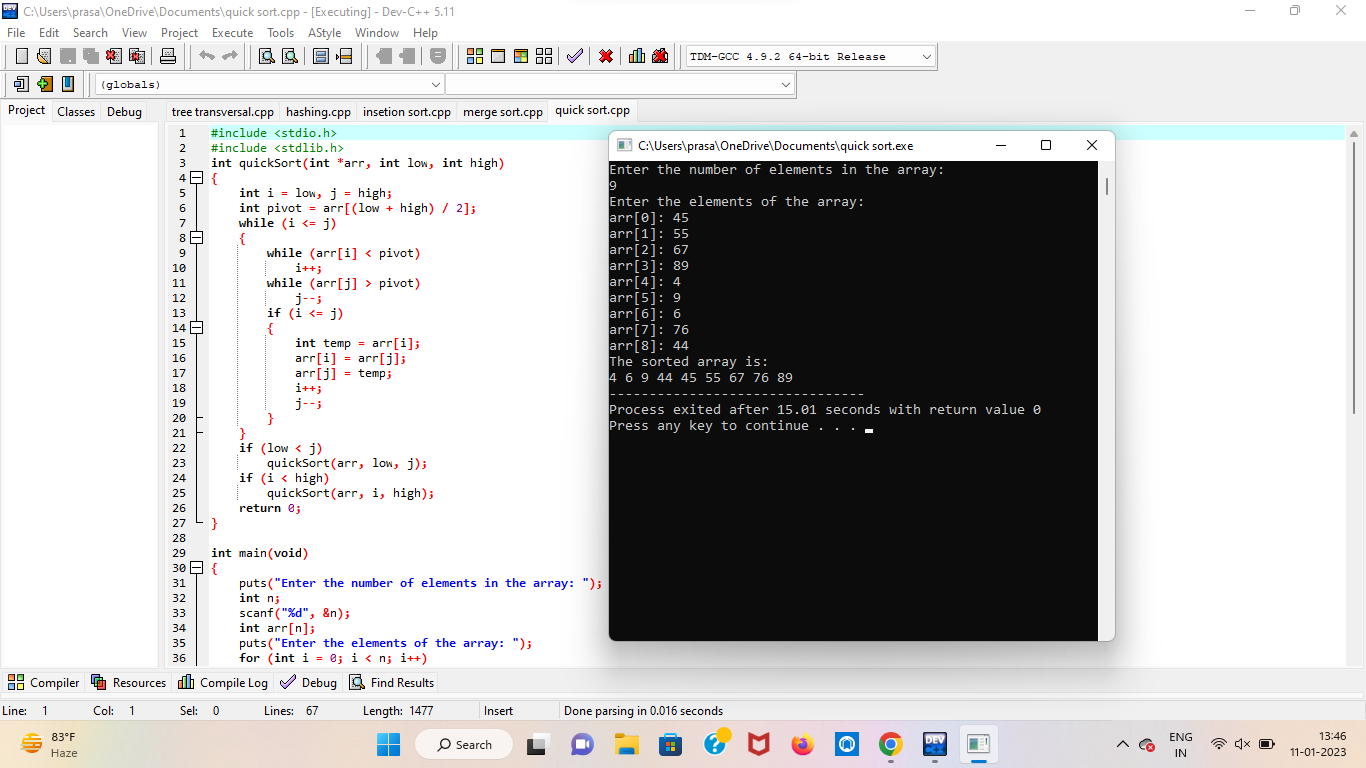 C:\Users\prasa\OneDrive\Documents\quick sort.cpp - [Executing] - Dev-C++ 5.11
File Edit Search View Project Execute Tools AStyle Window Help
TDM-GCC 4.9.2 64-bit Release
(globals)
Project Classes Debug
tree transversal.cpp hashing.cpp insetion sort.cpp merge sort.cpp quick sort.cpp
1 #include <stdio.h>
2 #include <stdlib.h>
3 int quickSort(int *arr, int low, int high)
4 {
5 int i = low, j = high;
6 int pivot = arr[(low + high) / 2];
7 while (i <= j)
8 {
9 while (arr[i] < pivot)
10 i++;
11 while (arr[j] > pivot)
12 j--;
13 if (i <= j)
14 {
15 int temp = arr[i];
16 arr[i] = arr[j];
17 arr[j] = temp;
18 i++;
19 j--;
20 }
21 }
22 if (low < j)
23 quickSort(arr, low, j);
24 if (i < high)
25 quickSort(arr, i, high);
26 return 0;
27 }
28
29 int main(void)
30 {
31 puts("Enter the number of elements in the array: ");
32 int n;
33 scanf("%d", &n);
34 int arr[n];
35 puts("Enter the elements of the array: ");
36 for (int i = 0; i < n; i++)
C:\Users\prasa\OneDrive\Documents\quick sort.exe
Enter the number of elements in the array:
9
Enter the elements of the array:
arr[0]: 45
arr[1]: 55
arr[2]: 67
arr[3]: 89
arr[4]: 4
arr[5]: 9
arr[6]: 6
arr[7]: 76
arr[8]: 44
The sorted array is:
4 6 9 44 45 55 67 76 89
--------------------------------
Process exited after 15.01 seconds with return value 0
Press any key to continue . . .
Compiler Resources Compile Log Debug Find Results
Line: 1 Col: 1 Sel: 0 Lines: 67 Length: 1477 Insert Done parsing in 0.016 seconds
83°F
Haze
Search
DEV
ENG
IN
13:46
11-01-2023